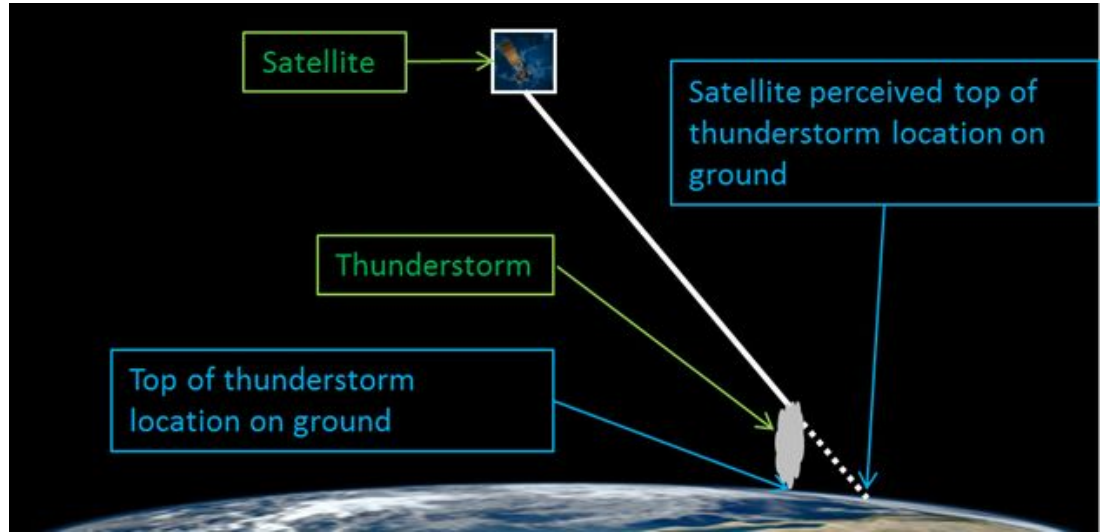 Satellite
Satellite perceived top of
thunderstorm location on
ground
Thunderstorm
Top of thunderstorm
location on ground